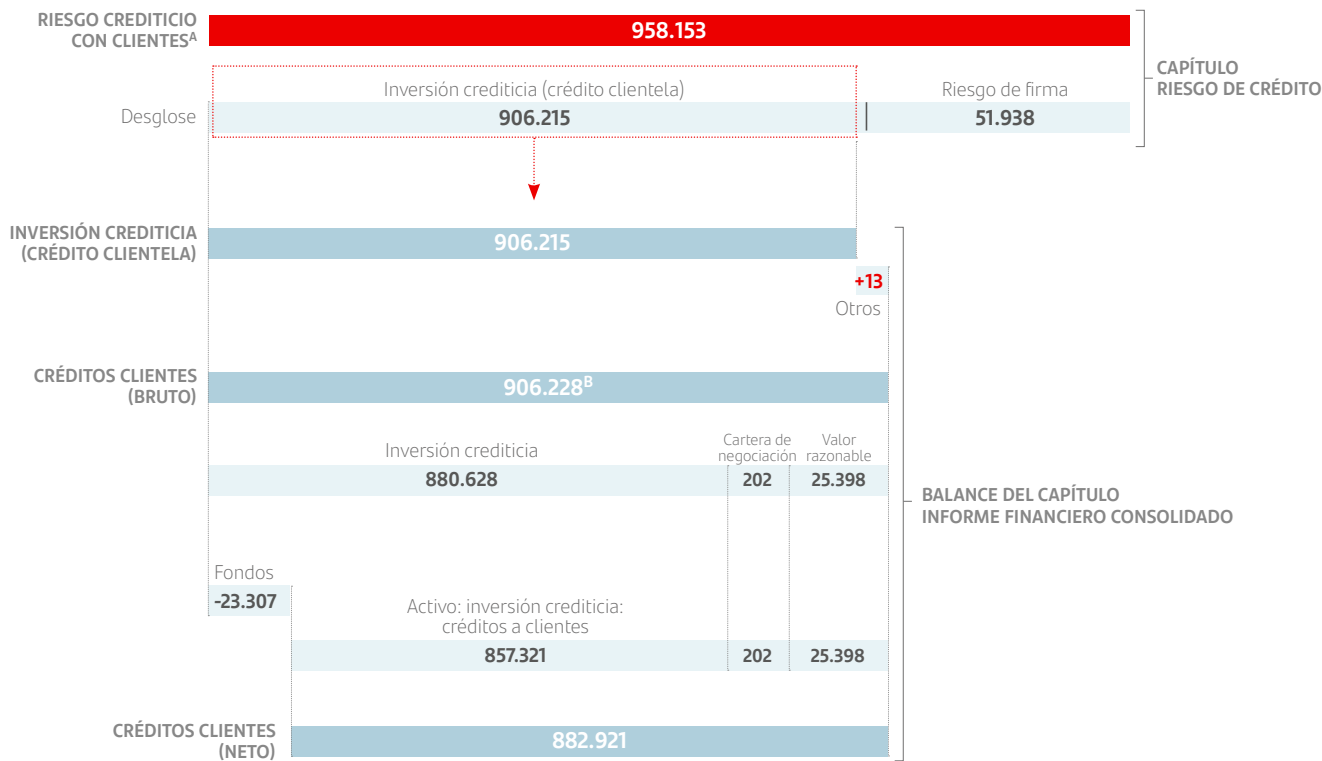 RIESGO CREDITICIO
CON CLIENTESᴬ
958.153
CAPÍTULO
RIESGO DE CRÉDITO
Inversión crediticia (crédito clientela)
Riesgo de firma
Desglose
906.215
51.938
INVERSIÓN CREDITICIA
(CRÉDITO CLIENTELA)
906.215
+13
Otros
CRÉDITOS CLIENTES
(BRUTO)
906.228ᴮ
Inversión crediticia
Cartera de
negociación
Valor
razonable
880.628
202
25.398
BALANCE DEL CAPÍTULO
INFORME FINANCIERO CONSOLIDADO
Fondos
-23.307
Activo: inversión crediticia:
créditos a clientes
857.321
202
25.398
CRÉDITOS CLIENTES
(NETO)
882.921